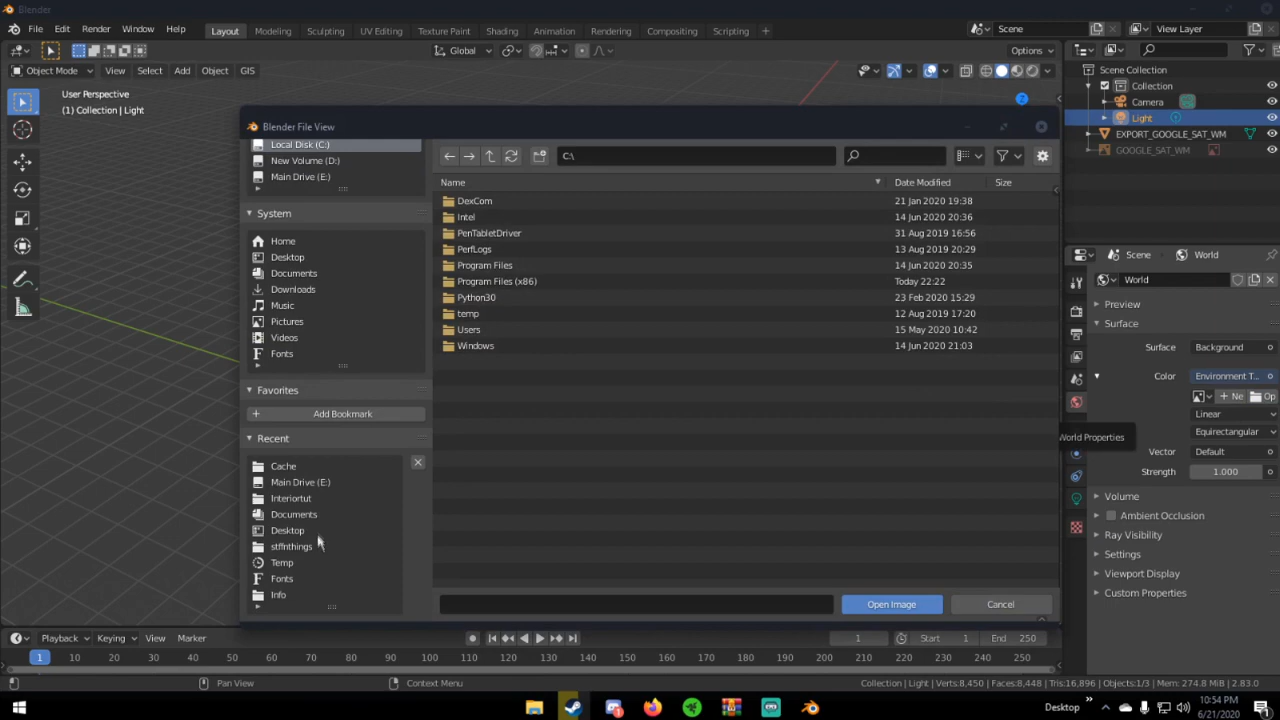 Blender
File Edit Render Window Help Layout Modeling Sculpting UV Editing Texture Paint Shading Animation Rendering Compositing Scripting + Scene View Layer
Global Options
Object Mode View Select Add Object GIS
User Perspective
(1) Collection | Light
Scene Collection
Collection
Camera
Light
EXPORT_GOOGLE_SAT_WM
GOOGLE_SAT_WM
Blender File View
Local Disk (C:)
New Volume (D:)
Main Drive (E:)
System
Home
Desktop
Documents
Downloads
Music
Pictures
Videos
Fonts
Favorites
+ Add Bookmark
Recent
Cache
Main Drive (E:)
Interiortut
Documents
Desktop
stffnthings
Temp
Fonts
Info
C:\
Name Date Modified Size
DexCom 21 Jan 2020 19:38
Intel 14 Jun 2020 20:36
PenTabletDriver 31 Aug 2019 16:56
PerfLogs 13 Aug 2019 20:29
Program Files 14 Jun 2020 20:35
Program Files (x86) Today 22:22
Python30 23 Feb 2020 15:29
temp 12 Aug 2019 17:20
Users 15 May 2020 10:42
Windows 14 Jun 2020 21:03
Open Image Cancel
Scene World
World
Preview
Surface
Surface Background
Color Environment T...
+ Ne Op
Linear
Equirectangular
World Properties
Vector Default
Strength 1.000
Volume
Ambient Occlusion
Ray Visibility
Settings
Viewport Display
Custom Properties
Playback Keying View Marker 1 Start 1 End 250
1 10 20 30 40 50 60 70 80 90 100 110 120 130 140 150 160 170 180 190 200 210 220 230 240 250
Pan View Context Menu Collection | Light | Verts:8,450 | Faces:8,448 | Tris:16,896 | Objects:1/3 | Mem: 274.8 MiB | 2.83.0
Desktop 10:54 PM
6/21/2020